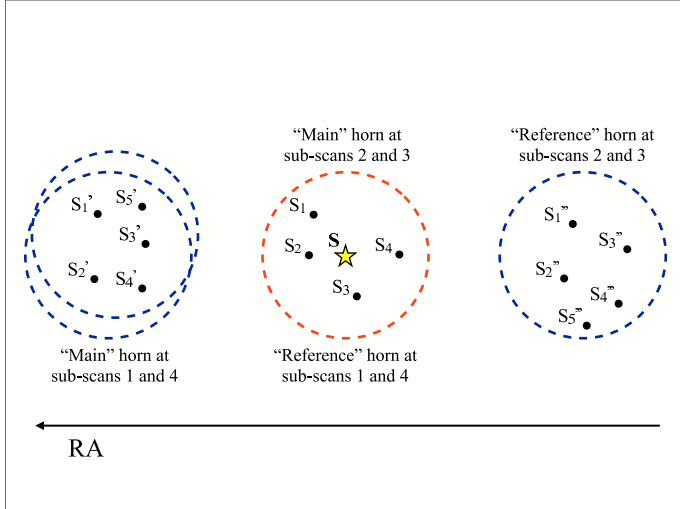 “Main” horn at
sub-scans 2 and 3
“Reference” horn at
sub-scans 2 and 3
S1’
S5’
S3’
S2’
S4’
S1
S
S2
S4
S3
S1’’’
S3’’’
S2’’’
S4’’’
S5’’’
“Main” horn at
sub-scans 1 and 4
“Reference” horn at
sub-scans 1 and 4
RA